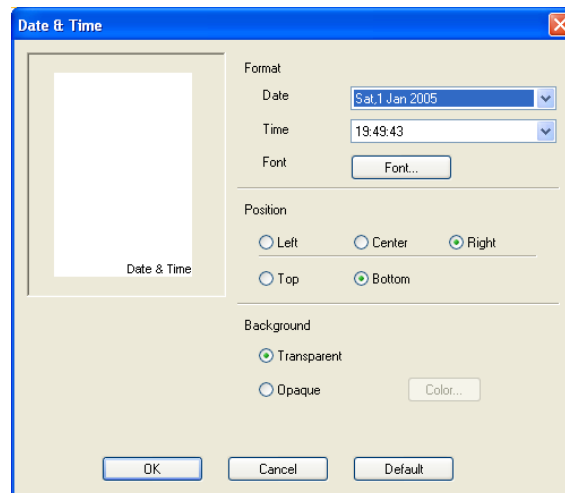 Date & Time
Format
Date Sat,1 Jan 2005
Time 19:49:43
Font Font...
Position
Left Center Right
Date & Time
Top Bottom
Background
Transparent
Opaque Color...
OK Cancel Default